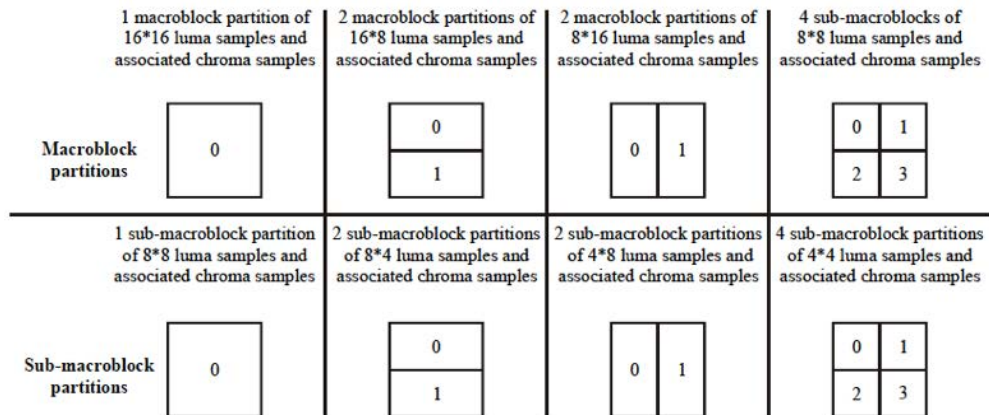 1 macroblock partition of
16*16 luma samples and
associated chroma samples
2 macroblock partitions of
16*8 luma samples and
associated chroma samples
2 macroblock partitions of
8*16 luma samples and
associated chroma samples
4 sub-macroblocks of
8*8 luma samples and
associated chroma samples
Macroblock
partitions
0
0
1
0 1
0 1
2 3
1 sub-macroblock partition
of 8*8 luma samples and
associated chroma samples
2 sub-macroblock partitions
of 8*4 luma samples and
associated chroma samples
2 sub-macroblock partitions
of 4*8 luma samples and
associated chroma samples
4 sub-macroblock partitions
of 4*4 luma samples and
associated chroma samples
Sub-macroblock
partitions
0
0
1
0 1
0 1
2 3